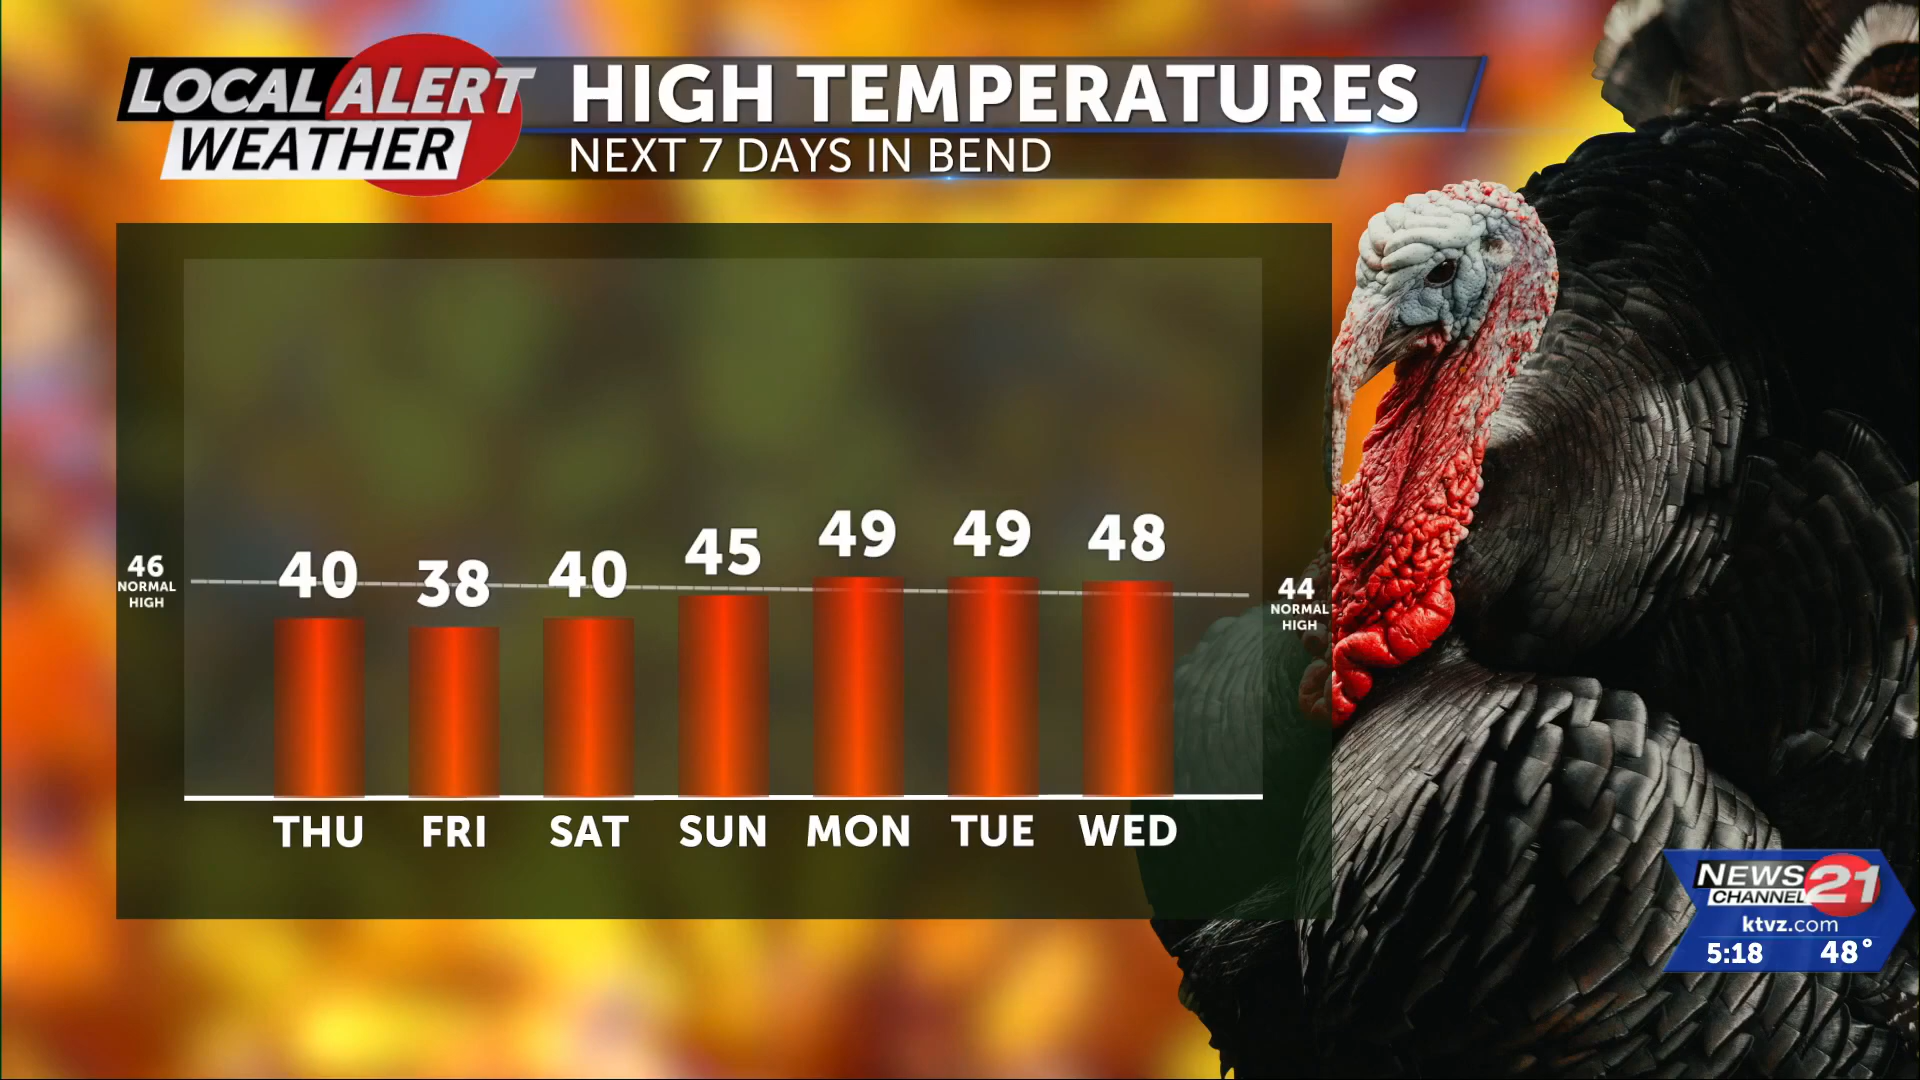 LOCAL ALERT
WEATHER
HIGH TEMPERATURES
NEXT 7 DAYS IN BEND
46
NORMAL
HIGH
40
38
40
45
49
49
48
44
NORMAL
HIGH
THU
FRI
SAT
SUN
MON
TUE
WED
NEWS
CHANNEL
21
ktvz.com
5:18
48°